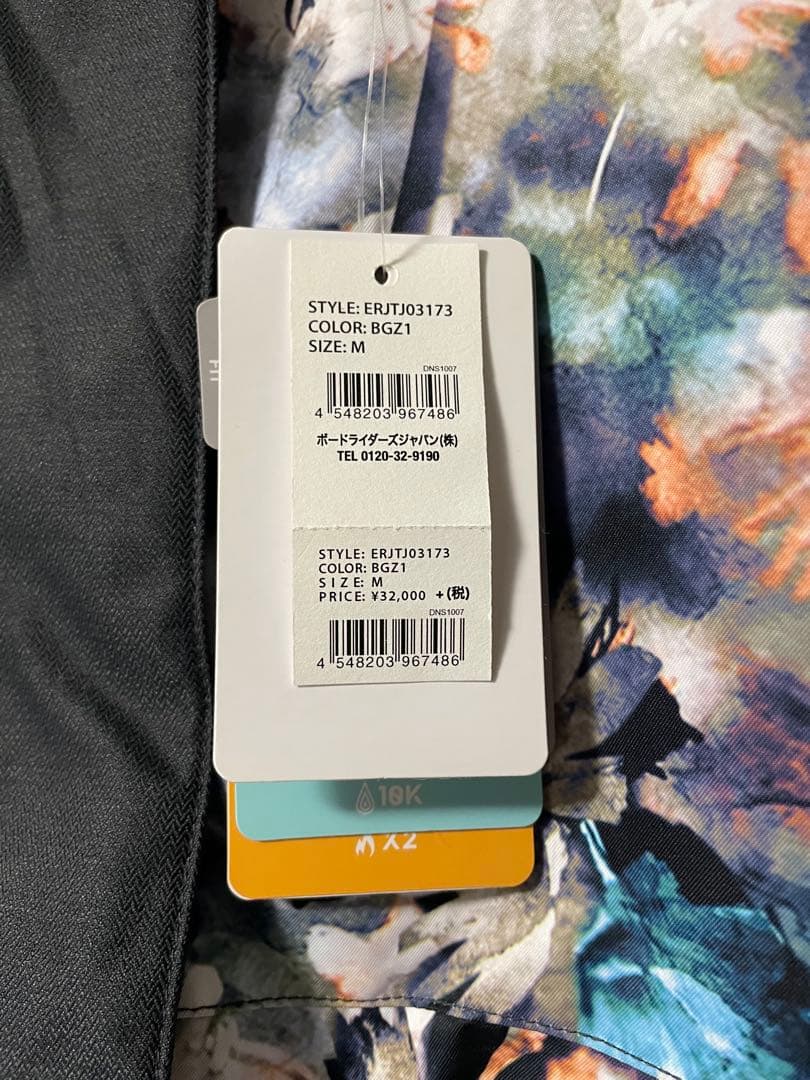 STYLE: ERJTJ03173
COLOR: BGZ1
SIZE: M
DNS1007
4 548203 967486
ボードライダーズジャパン(株)
TEL 0120-32-9190
STYLE: ERJTJ03173
COLOR: BGZ1
SIZE: M
PRICE: ¥32,000 +(税)
DNS1007
4 548203 967486
FIT
10K
X2